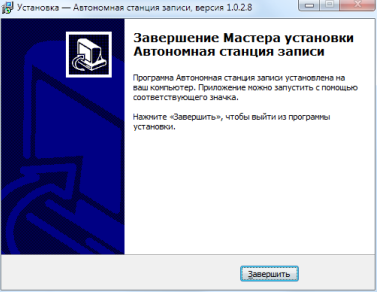 Установка — Автономная станция записи, версия 1.0.2.8
Завершение Мастера установки
Автономная станция записи
Программа Автономная станция записи установлена на
ваш компьютер. Приложение можно запустить с помощью
соответствующего значка.
Нажмите «Завершить», чтобы выйти из программы
установки.
Завершить